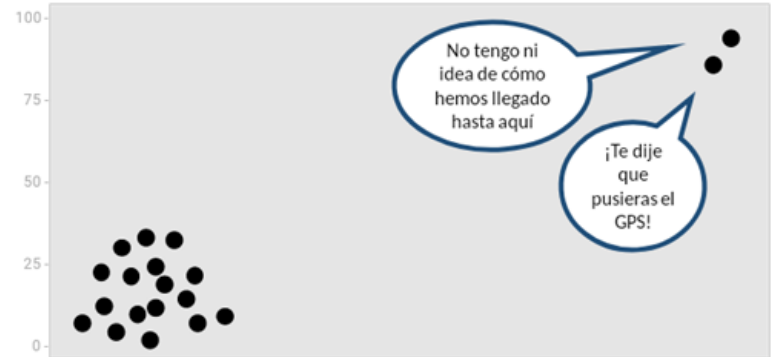 100
No tengo ni
idea de cómo
hemos llegado
hasta aquí
75
¡Te dije
que
pusieras el
GPS!
50
25
0